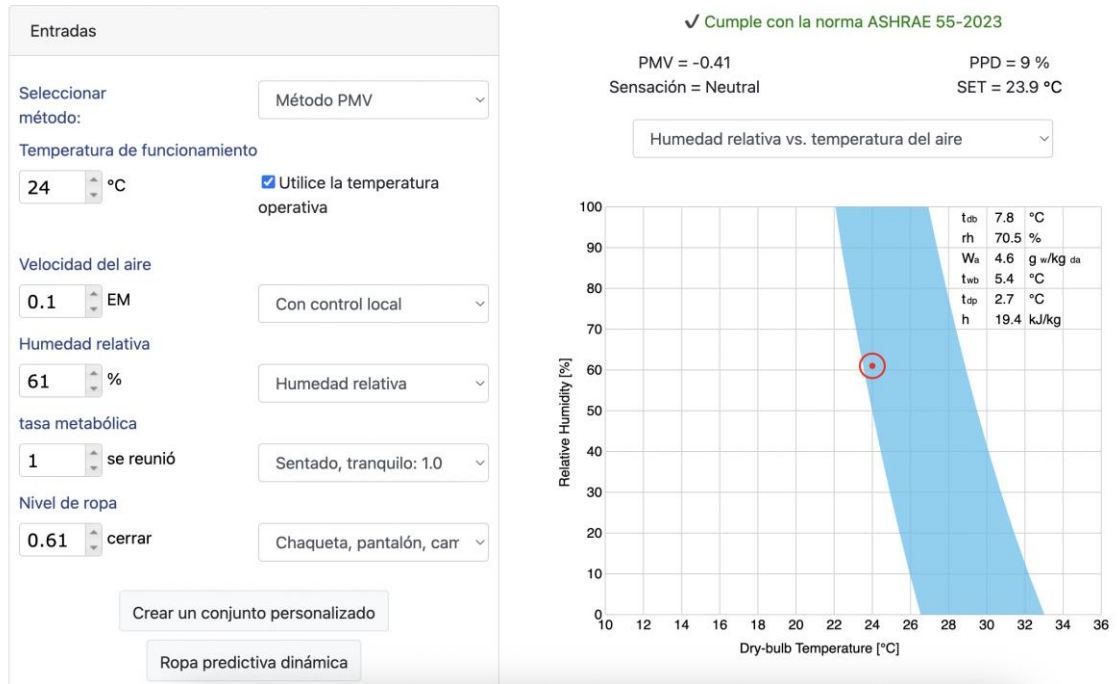 Entradas
Seleccionar
método:
Método PMV
Temperatura de funcionamiento
24 °C
Utilice la temperatura
operativa
Velocidad del aire
0.1 EM
Con control local
Humedad relativa
61 %
Humedad relativa
tasa metabólica
1 se reunió
Sentado, tranquilo: 1.0
Nivel de ropa
0.61 cerrar
Chaqueta, pantalón, cam
Crear un conjunto personalizado
Ropa predictiva dinámica
✓ Cumple con la norma ASHRAE 55-2023
PMV = -0.41 PPD = 9 %
Sensación = Neutral SET = 23.9 °C
Humedad relativa vs. temperatura del aire
tdb 7.8 °C
rh 70.5 %
Wa 4.6 g w/kg da
twb 5.4 °C
tdp 2.7 °C
h 19.4 kJ/kg
Relative Humidity [%]
100
90
80
70
60
50
40
30
20
10
0
10 12 14 16 18 20 22 24 26 28 30 32 34 36
Dry-bulb Temperature [°C]